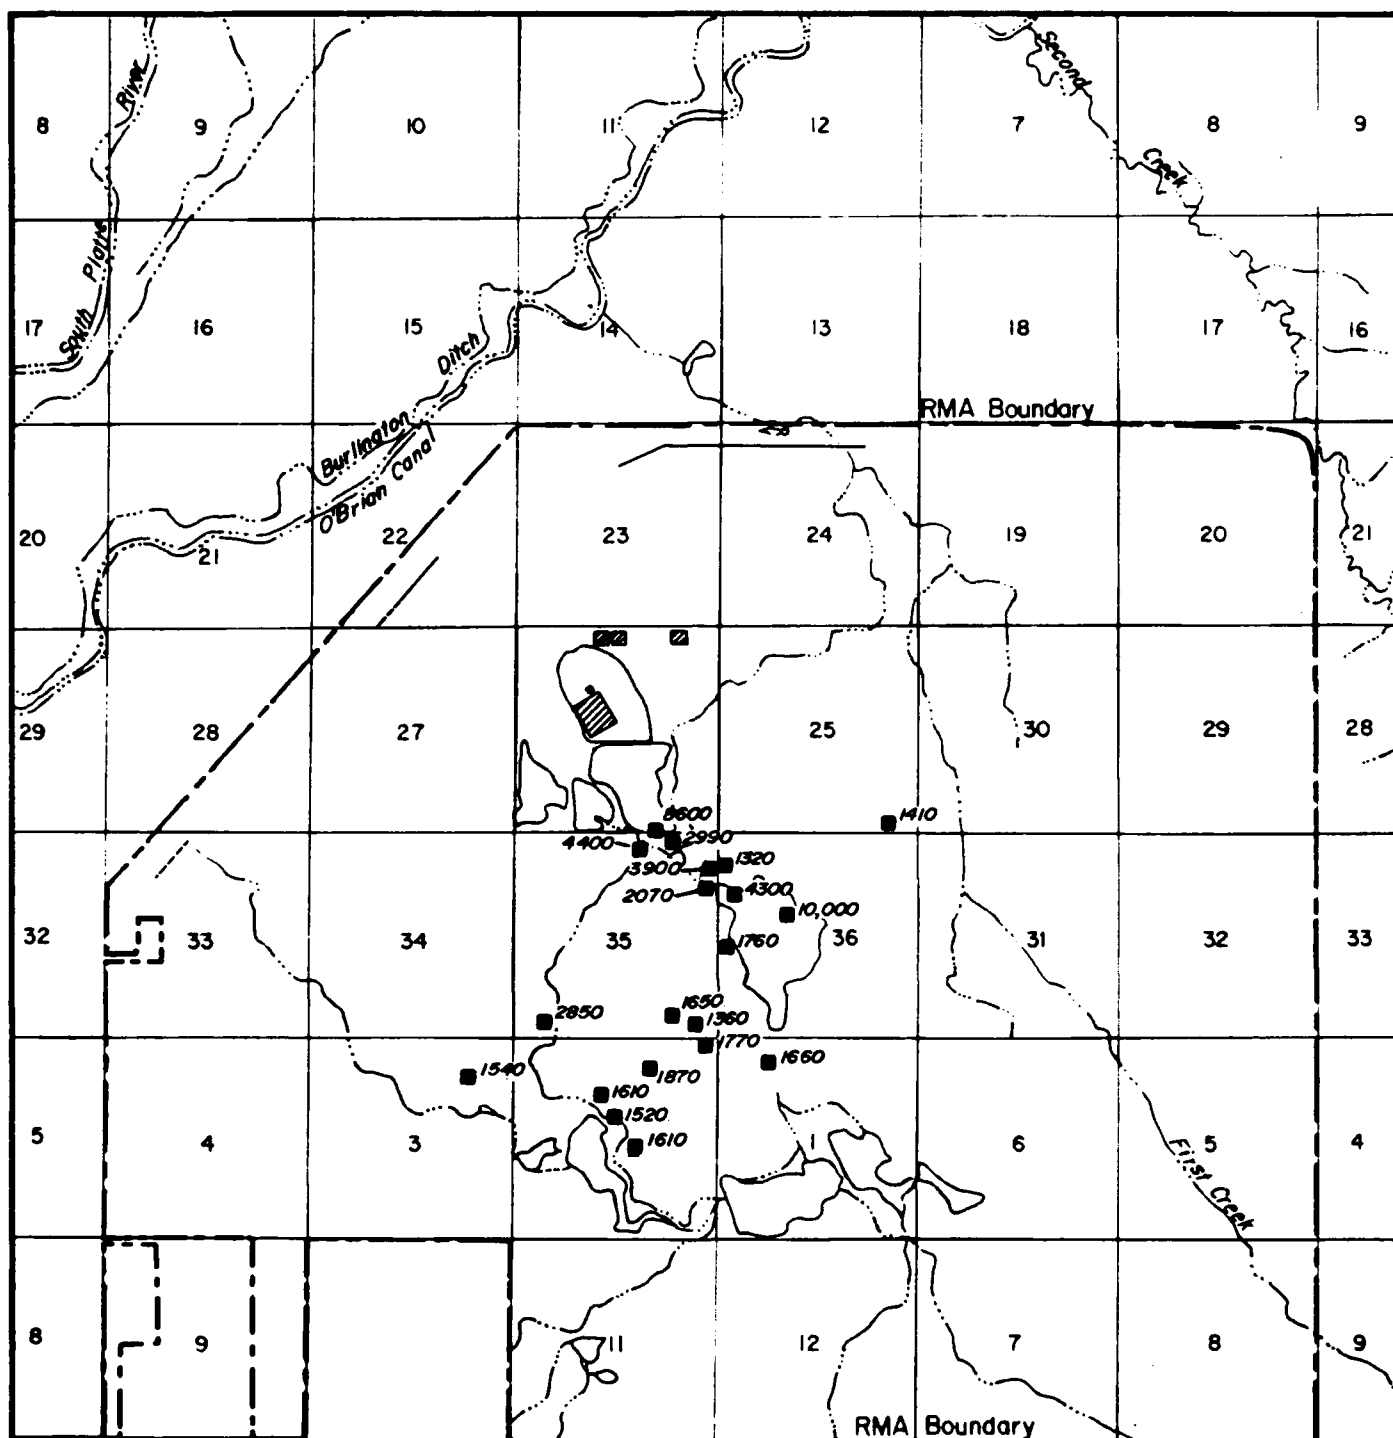 8 9 10 11 12 7 8 9
South Platte River
Second Creek
17 16 15 14 13 18 17 16
Burlington Ditch
O'Brian Canal
RMA Boundary
20 21 22 23 24 19 20 21
29 28 27 25 30 29 28
1410
2990
4400
1320
3900
2070
4300
10,000
1760
32 33 34 35 36 31 32 33
2850
1650
1360
1770
1660
1540
1870
1610
1520
1610
5 4 3 1 6 5 4
First Creek
8 9 11 12 7 8 9
RMA Boundary